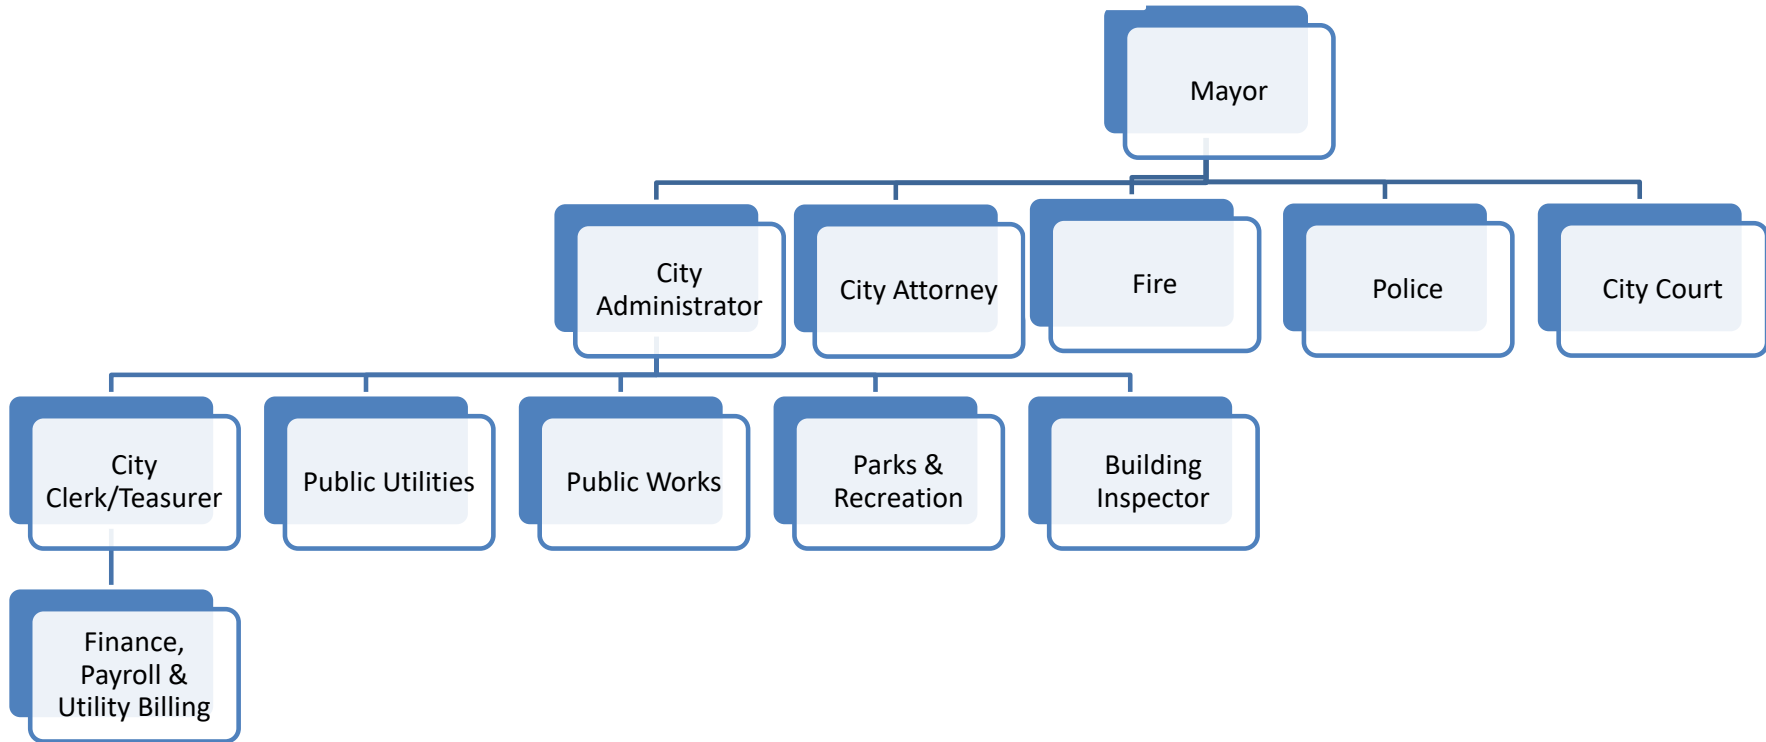 Mayor
City
Administrator
City Attorney
Fire
Police
City Court
City
Clerk/Teasurer
Public Utilities
Public Works
Parks &
Recreation
Building
Inspector
Finance,
Payroll &
Utility Billing